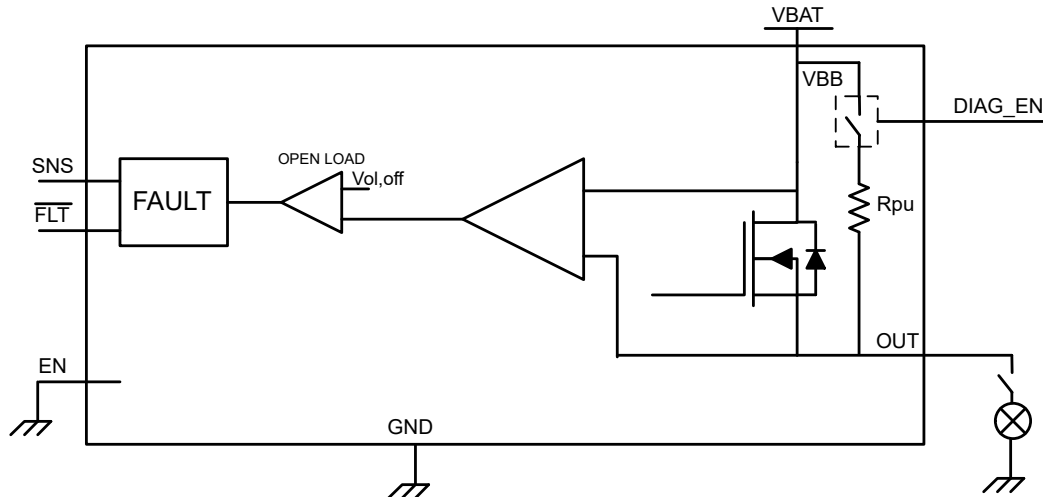 VBAT
VBB
DIAG_EN
OPEN LOAD
SNS
Vol,off
FAULT
FLT
Rpu
OUT
EN
GND